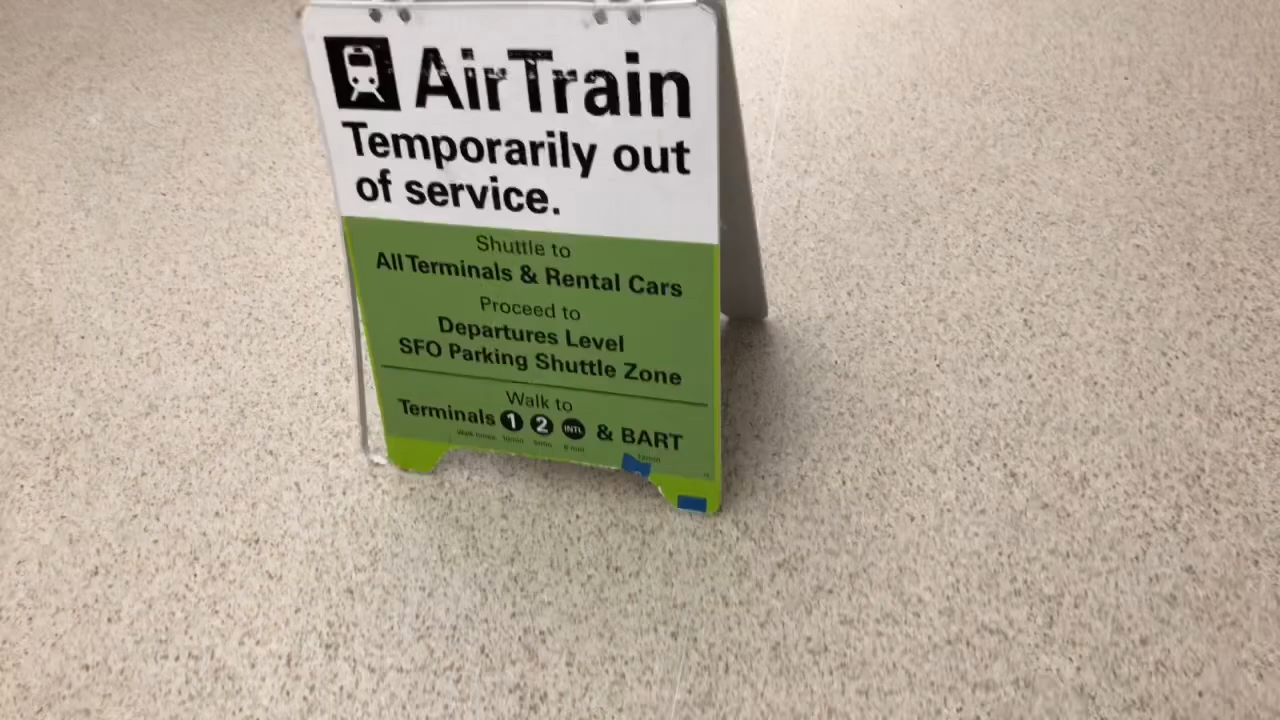 AirTrain
Temporarily out
of service.
Shuttle to
All Terminals & Rental Cars
Proceed to
Departures Level
SFO Parking Shuttle Zone
Walk to
Terminals 1 2 INTL & BART